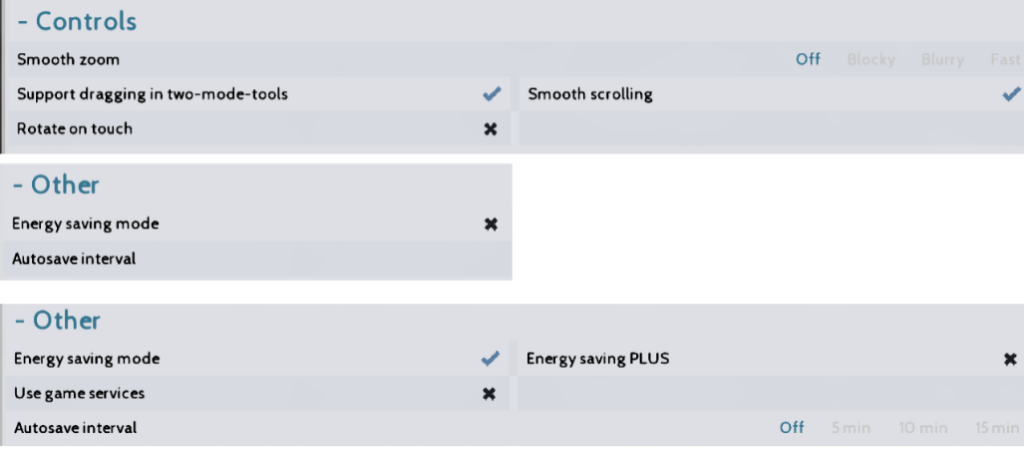 - Controls
Smooth zoom Off Blocky Blurry Fast
Support dragging in two-mode-tools Smooth scrolling
Rotate on touch
- Other
Energy saving mode
Autosave interval
- Other
Energy saving mode Energy saving PLUS
Use game services
Autosave interval Off 5 min 10 min 15 min